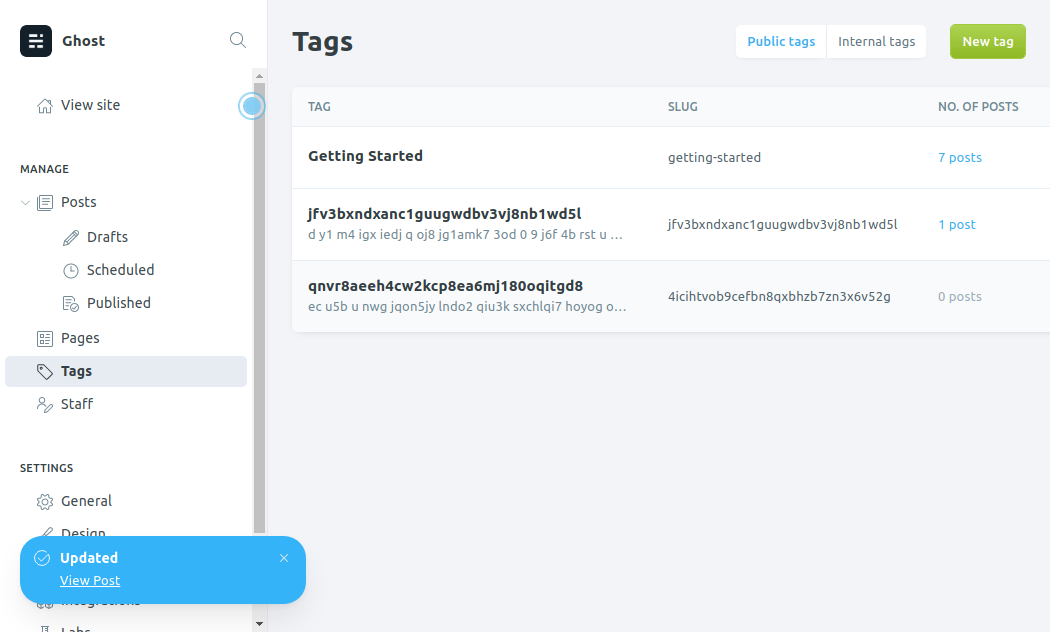 Ghost
View site
MANAGE
Posts
Drafts
Scheduled
Published
Pages
Tags
Staff
SETTINGS
General
Design
Updated
View Post
Integrations
Labs
Tags
Public tags
Internal tags
New tag
TAG SLUG NO. OF POSTS
Getting Started getting-started 7 posts
jfv3bxndxanc1guugwdbv3vj8nb1wd5l jfv3bxndxanc1guugwdbv3vj8nb1wd5l 1 post
d y1 m4 igx iedj q oj8 jg1amk7 3od 0 9 j6f 4b rst u ...
qnvr8aeeh4cw2kcp8ea6mj180oqitgd8 4icihtvob9cefbn8qxbhzb7zn3x6v52g 0 posts
ec u5b u nwg jqon5jy lndo2 qiu3k sxchlqi7 hoyog o...